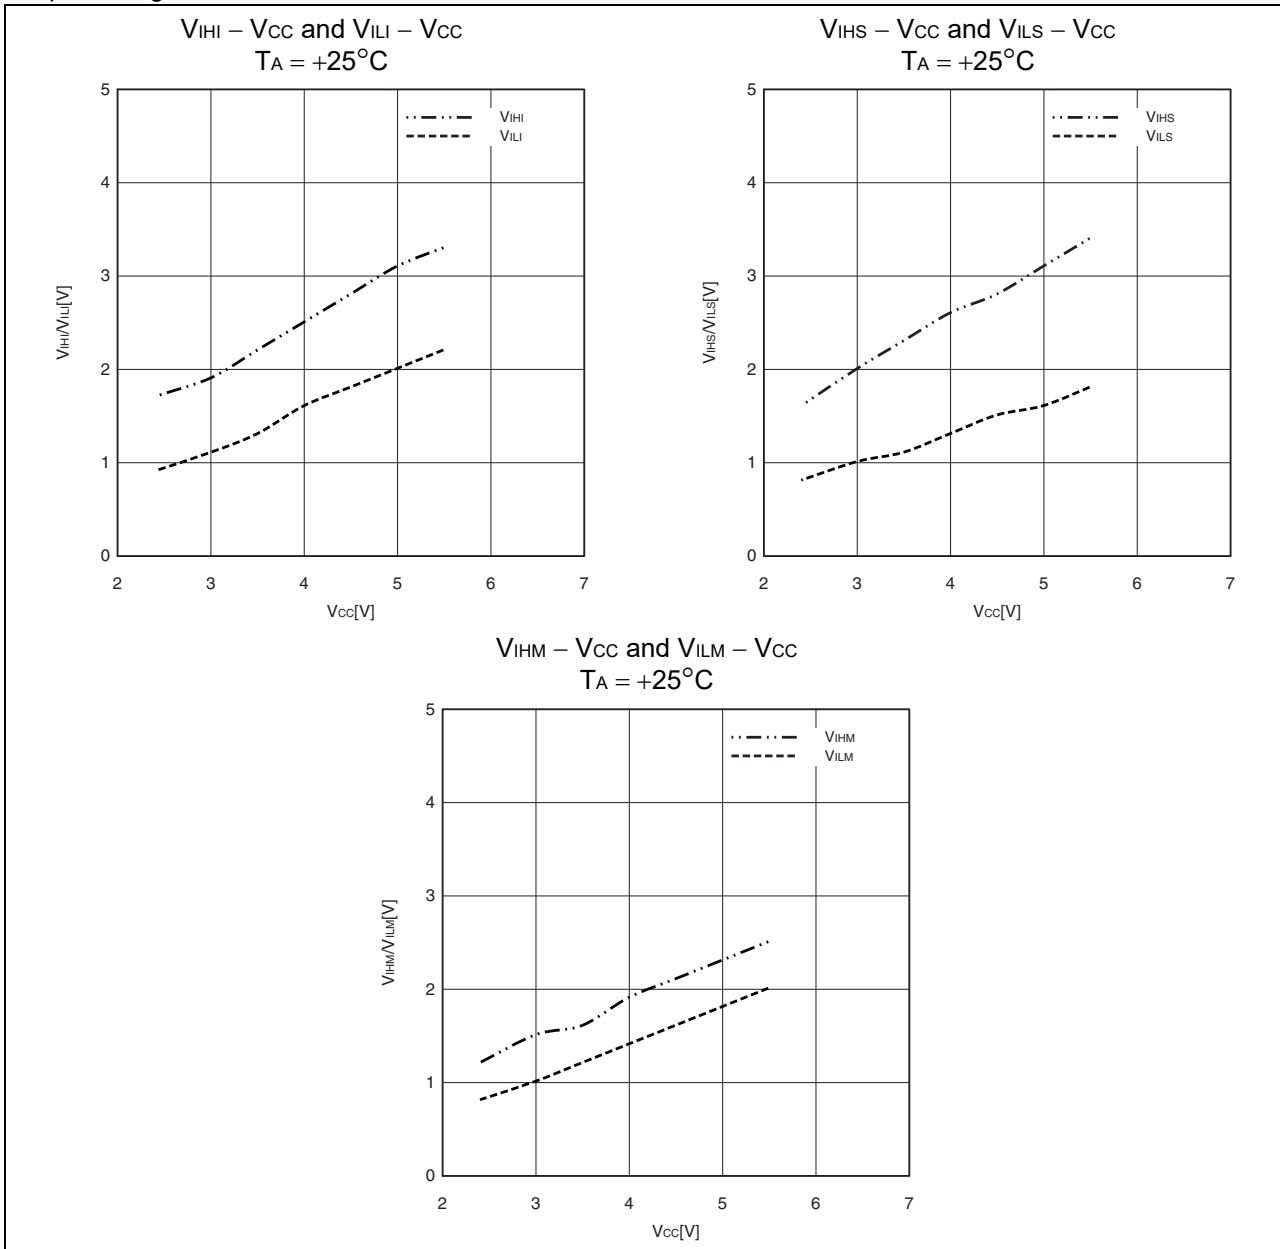 VIHI – VCC and VILI – VCC
TA = +25°C
5
4
3
2
1
0
2 3 4 5 6 7
VIHI/VILI[V]
VCC[V]
VIHI
VILI
VIHS – VCC and VILS – VCC
TA = +25°C
5
4
3
2
1
0
2 3 4 5 6 7
VIHS/VILS[V]
VCC[V]
VIHS
VILS
VIHM – VCC and VILM – VCC
TA = +25°C
5
4
3
2
1
0
2 3 4 5 6 7
VIHM/VILM[V]
VCC[V]
VIHM
VILM